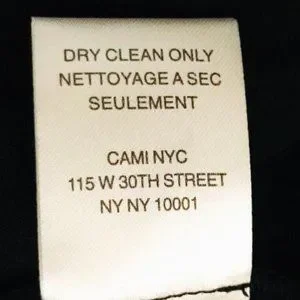 DRY CLEAN ONLY
NETTOYAGE A SEC
SEULEMENT
CAMI NYC
115 W 30TH STREET
NY NY 10001